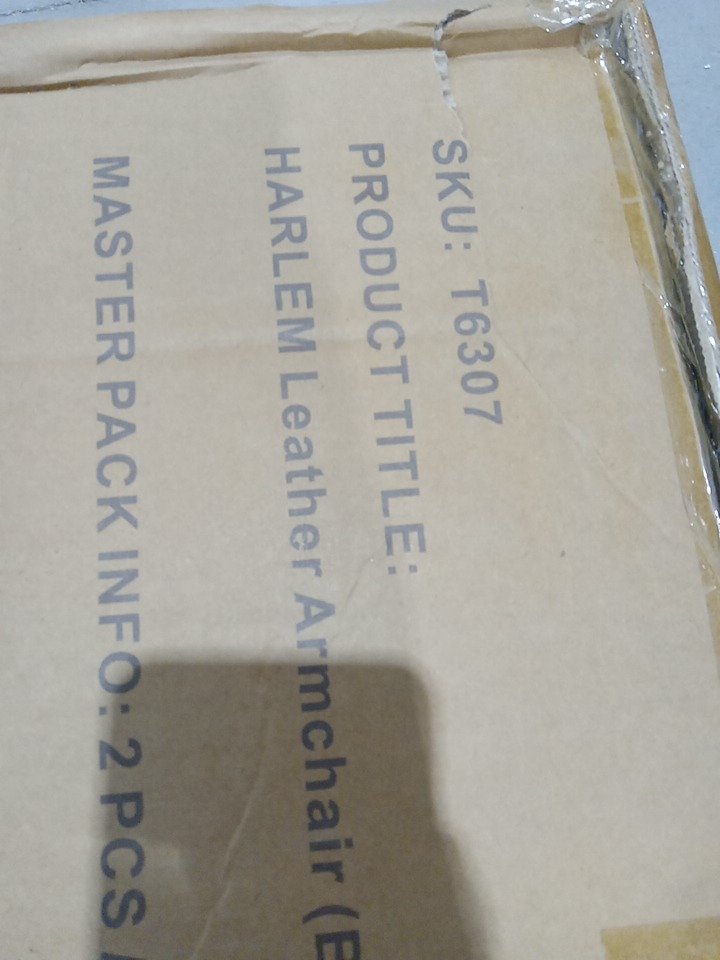 SKU: T6307
PRODUCT TITLE:
HARLEM Leather Armchair (
MASTER PACK INFO: 2 PCS